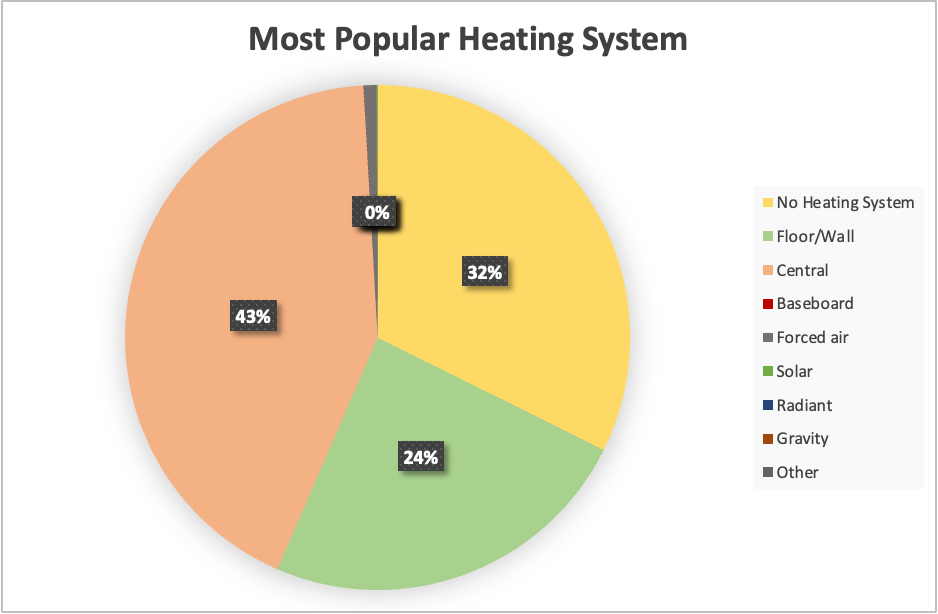 Most Popular Heating System
0%
32%
43%
24%
No Heating System
Floor/Wall
Central
Baseboard
Forced air
Solar
Radiant
Gravity
Other